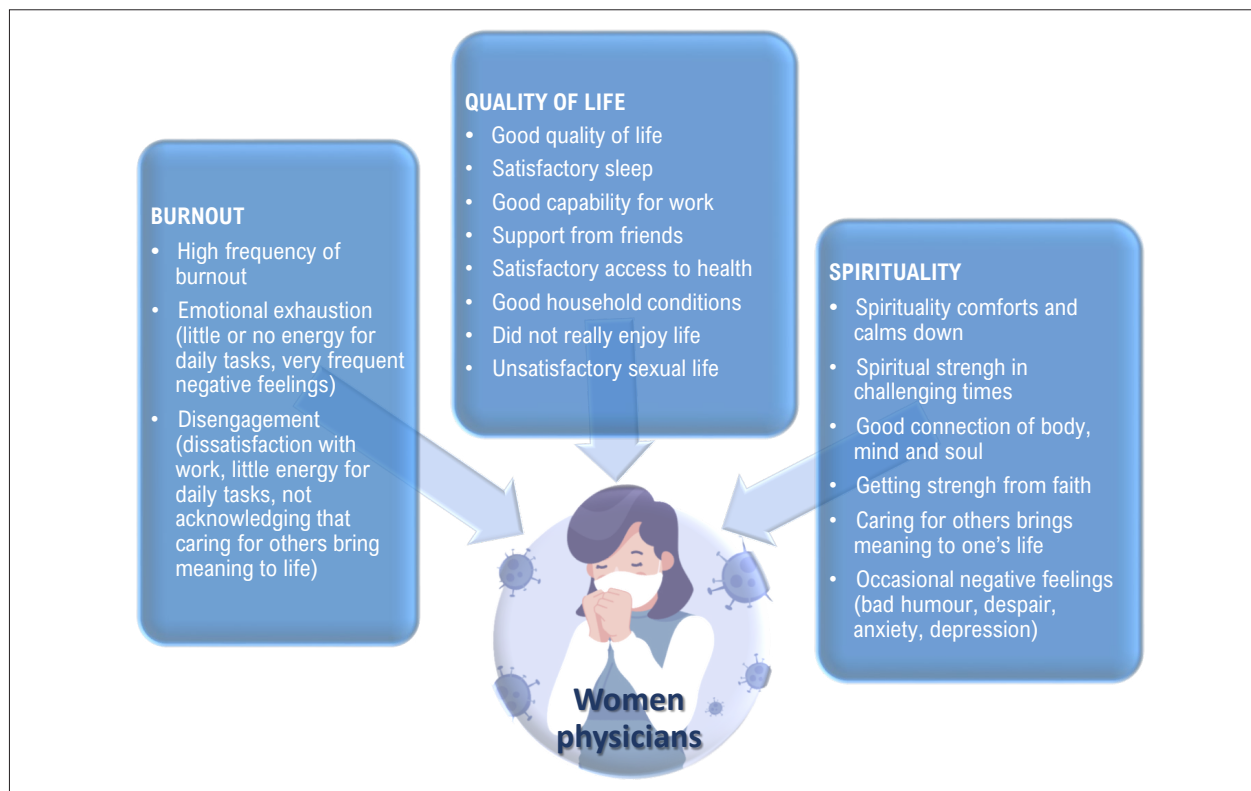 BURNOUT
• High frequency of
burnout
• Emotional exhaustion
(little or no energy for
daily tasks, very frequent
negative feelings)
• Disengagement
(dissatisfaction with
work, little energy for
daily tasks, not
acknowledging that
caring for others bring
meaning to life)
QUALITY OF LIFE
• Good quality of life
• Satisfactory sleep
• Good capability for work
• Support from friends
• Satisfactory access to health
• Good household conditions
• Did not really enjoy life
• Unsatisfactory sexual life
SPIRITUALITY
• Spirituality comforts and
calms down
• Spiritual strengh in
challenging times
• Good connection of body,
mind and soul
• Getting strengh from faith
• Caring for others brings
meaning to one’s life
• Occasional negative feelings
(bad humour, despair,
anxiety, depression)
Women
physicians